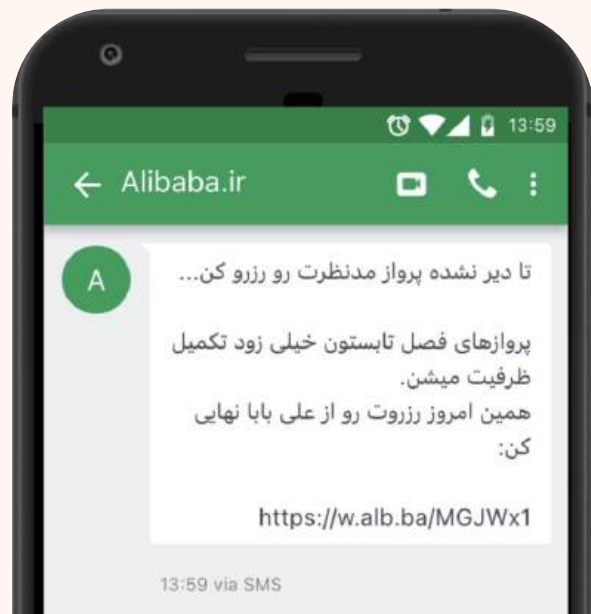 13:59
Alibaba.ir
A
تا دیر نشده پرواز مدنظرت رو رزرو کن...
پروازهای فصل تابستون خیلی زود تکمیل
ظرفیت میشن.
همین امروز رزروت رو از علی بابا نهایی
کن:
https://w.alb.ba/MGJWx1
13:59 via SMS